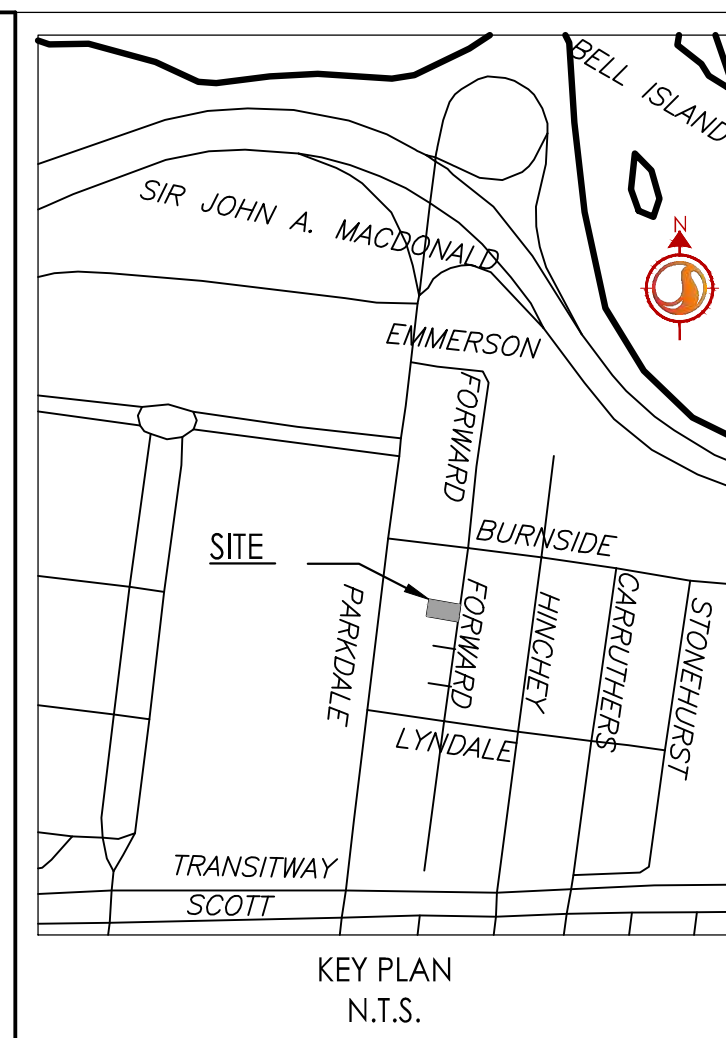 BELL ISLAND
N
SIR JOHN A. MACDONALD
EMMERSON
FORWARD
BURNSIDE
SITE
PARKDALE
FORWARD
HINCHEY
CARRUTHERS
STONEHURST
LYNDALE
TRANSITWAY
SCOTT
KEY PLAN
N.T.S.